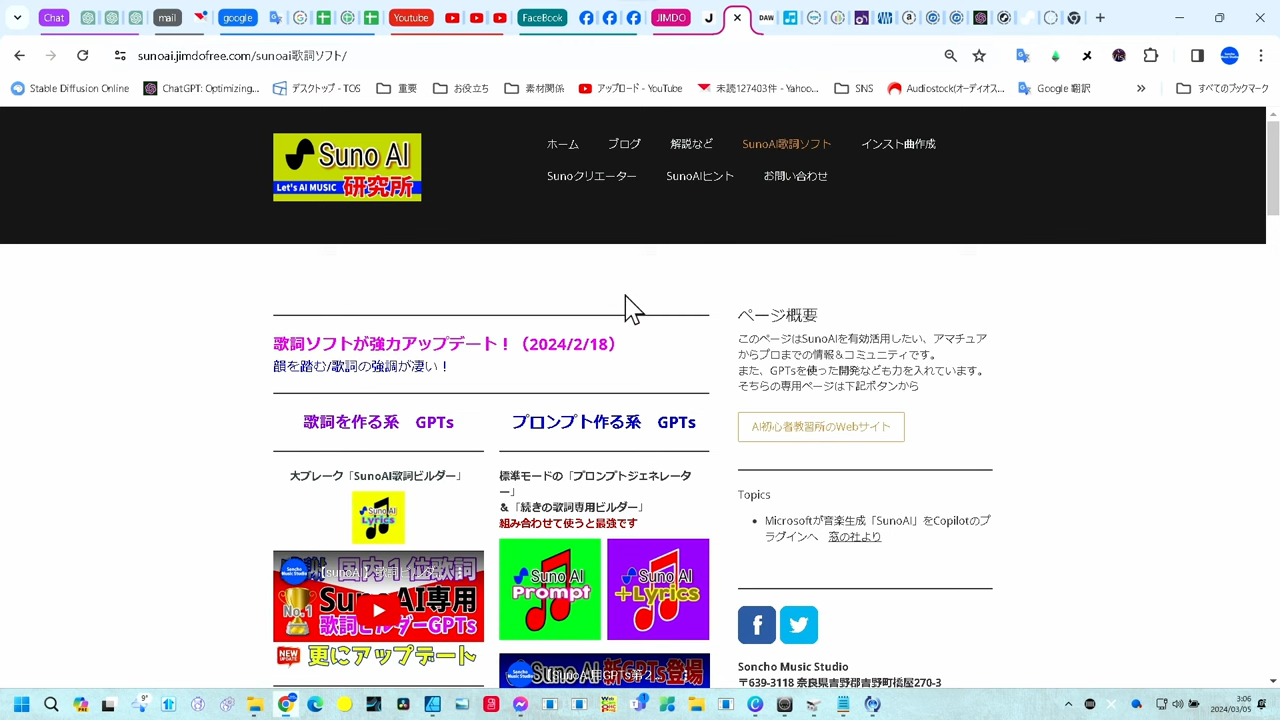 Chat
mail
google
Youtube
FaceBook
JIMDO
DAW
sunoai.jimdofree.com/sunoai歌詞ソフト/
Stable Diffusion Online
ChatGPT: Optimizing...
デスクトップ - TOS
重要
お役立ち
素材関係
アップロード - YouTube
未読127403件 - Yahoo...
SNS
Audiostock(オーディオス...
Google 翻訳
»
すべてのブックマーク
Suno AI
Let's AI MUSIC 研究所
ホーム
ブログ
解説など
SunoAI歌詞ソフト
インスト曲作成
Sunoクリエーター
SunoAIヒント
お問い合わせ
歌詞ソフトが強力アップデート！（2024/2/18）
韻を踏む/歌詞の強調が凄い！
歌詞を作る系　GPTs
大ブレーク「SunoAI歌詞ビルダー」
Suno AI
Lyrics
国内1位歌詞
No.1
SunoAI専用
歌詞ビルダーGPTs
NEW
更にアップデート
プロンプト作る系　GPTs
標準モードの「プロンプトジェネレータ
ー」
&「続きの歌詞専用ビルダー」
組み合わせて使うと最強です
Suno AI
Prompt
Suno AI
+Lyrics
Suno AI 新GPTs登場
ページ概要
このページはSunoAIを有効活用したい、アマチュア
からプロまでの情報＆コミュニティです。
また、GPTsを使った開発なども力を入れています。
そちらの専用ページは下記ボタンから
AI初心者教習所のWebサイト
Topics
• Microsoftが音楽生成「SunoAI」をCopilotのプ
ラグインへ　窓の社より
Soncho Music Studio
〒639-3118 奈良県吉野郡吉野町橋屋270-3
9°
3:06
2024/03/05